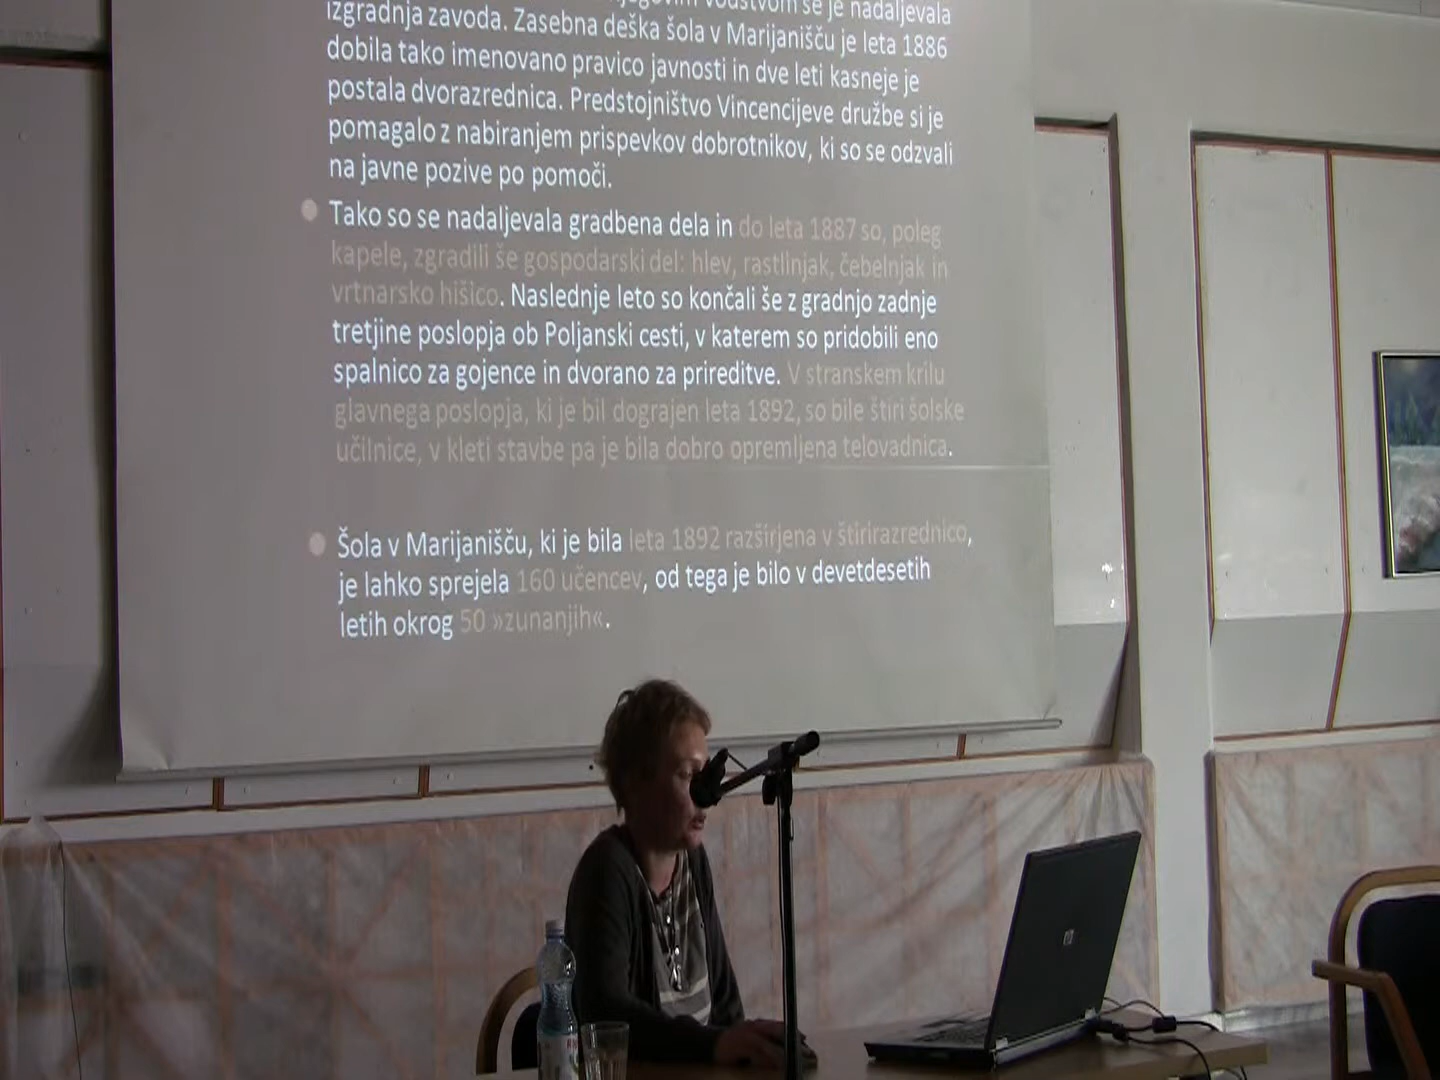 vodstvom se je nadaljevala
izgradnja zavoda. Zasebna deška šola v Marijanišču je leta 1886
dobila tako imenovano pravico javnosti in dve leti kasneje je
postala dvorazrednica. Predstojništvo Vincencijeve družbe si je
pomagalo z nabiranjem prispevkov dobrotnikov, ki so se odzvali
na javne pozive po pomoči.
Tako so se nadaljevala gradbena dela in do leta 1887 so, poleg
kapele, zgradili še gospodarski del: hlev, rastlinjak, čebelnjak in
vrtnarsko hišico. Naslednje leto so končali še z gradnjo zadnje
tretjine poslopja ob Poljanski cesti, v katerem so pridobili eno
spalnico za gojence in dvorano za prireditve. V stranskem krilu
glavnega poslopja, ki je bil dograjen leta 1892, so bile štiri šolske
učilnice, v kleti stavbe pa je bila dobro opremljena telovadnica.
Šola v Marijanišču, ki je bila leta 1892 razširjena v štirirazrednico,
je lahko sprejela 160 učencev, od tega je bilo v devetdesetih
letih okrog 50 »zunanjih«.
hp